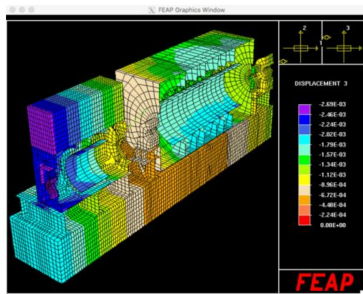 FEAP Graphics Window
2
1
DISPLACEMENT 3
-2.69E-03
-2.46E-03
-2.24E-03
-2.02E-03
-1.79E-03
-1.57E-03
-1.34E-03
-1.12E-03
-8.96E-04
-6.72E-04
-4.48E-04
-2.24E-04
0.00E+00
FEAP